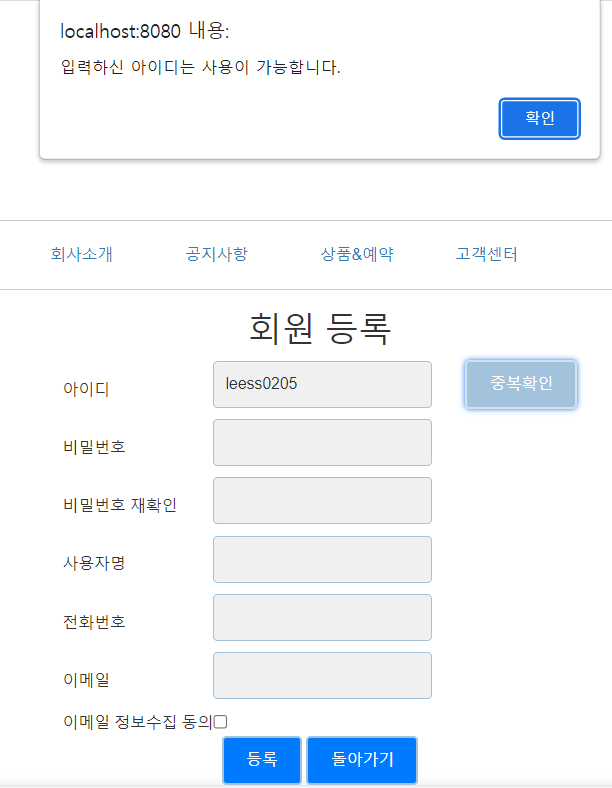 localhost:8080 내용:
입력하신 아이디는 사용이 가능합니다.
확인
회사소개 공지사항 상품&예약 고객센터
회원 등록
아이디 leess0205 중복확인
비밀번호
비밀번호 재확인
사용자명
전화번호
이메일
이메일 정보수집 동의
등록 돌아가기